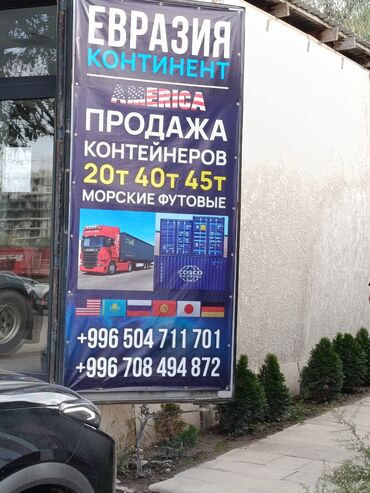 ЕВРАЗИЯ
КОНТИНЕНТ
AMERICA
ПРОДАЖА
КОНТЕЙНЕРОВ
20т 40т 45т
МОРСКИЕ ФУТОВЫЕ
COSCO
+996 504 711 701
+996 708 494 872